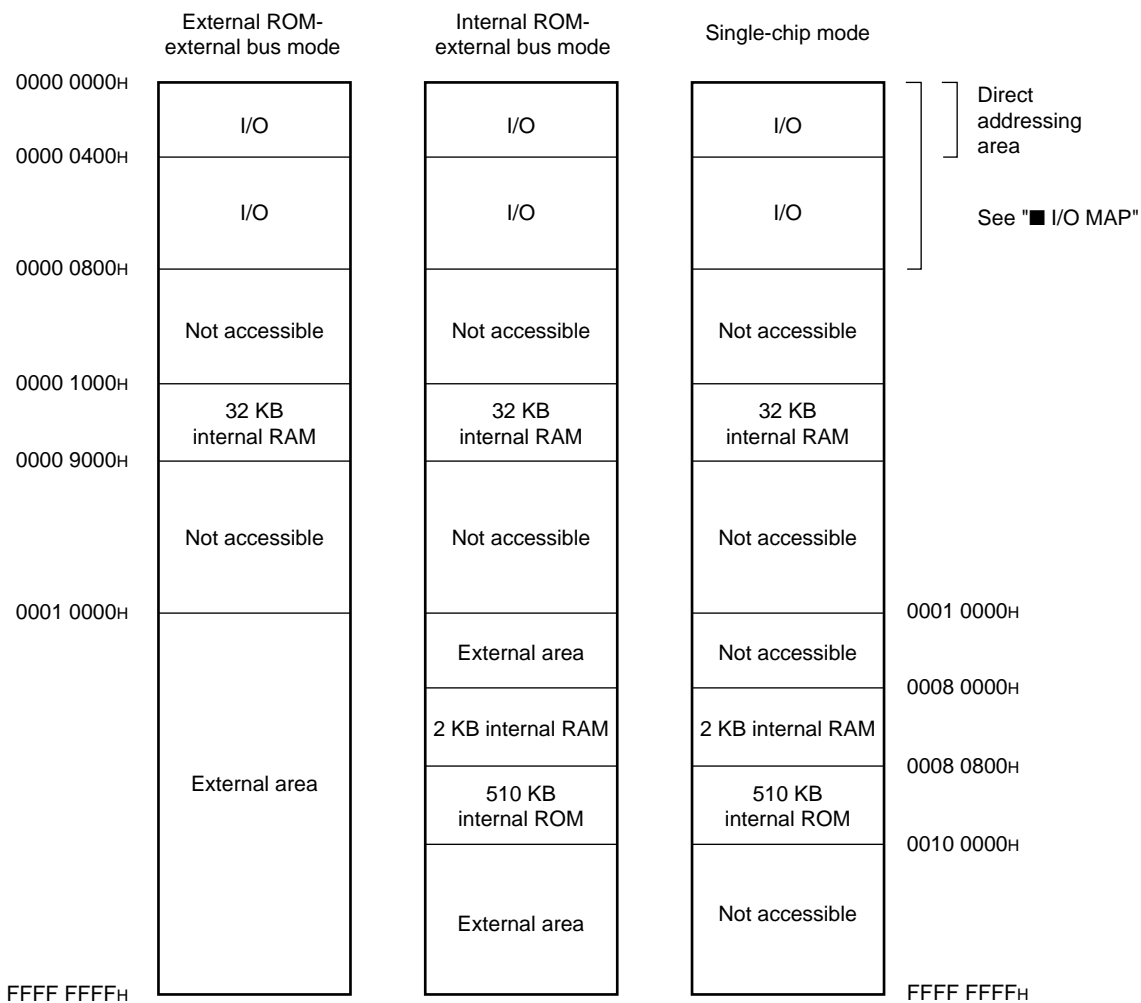 External ROM-
external bus mode
Internal ROM-
external bus mode
Single-chip mode
0000 0000H
I/O
I/O
I/O
Direct
addressing
area
0000 0400H
I/O
I/O
I/O
See "■ I/O MAP"
0000 0800H
Not accessible
Not accessible
Not accessible
0000 1000H
32 KB
internal RAM
32 KB
internal RAM
32 KB
internal RAM
0000 9000H
Not accessible
Not accessible
Not accessible
0001 0000H
0001 0000H
External area
External area
Not accessible
0008 0000H
2 KB internal RAM
2 KB internal RAM
0008 0800H
510 KB
internal ROM
510 KB
internal ROM
0010 0000H
External area
Not accessible
FFFF FFFFH
FFFF FFFFH